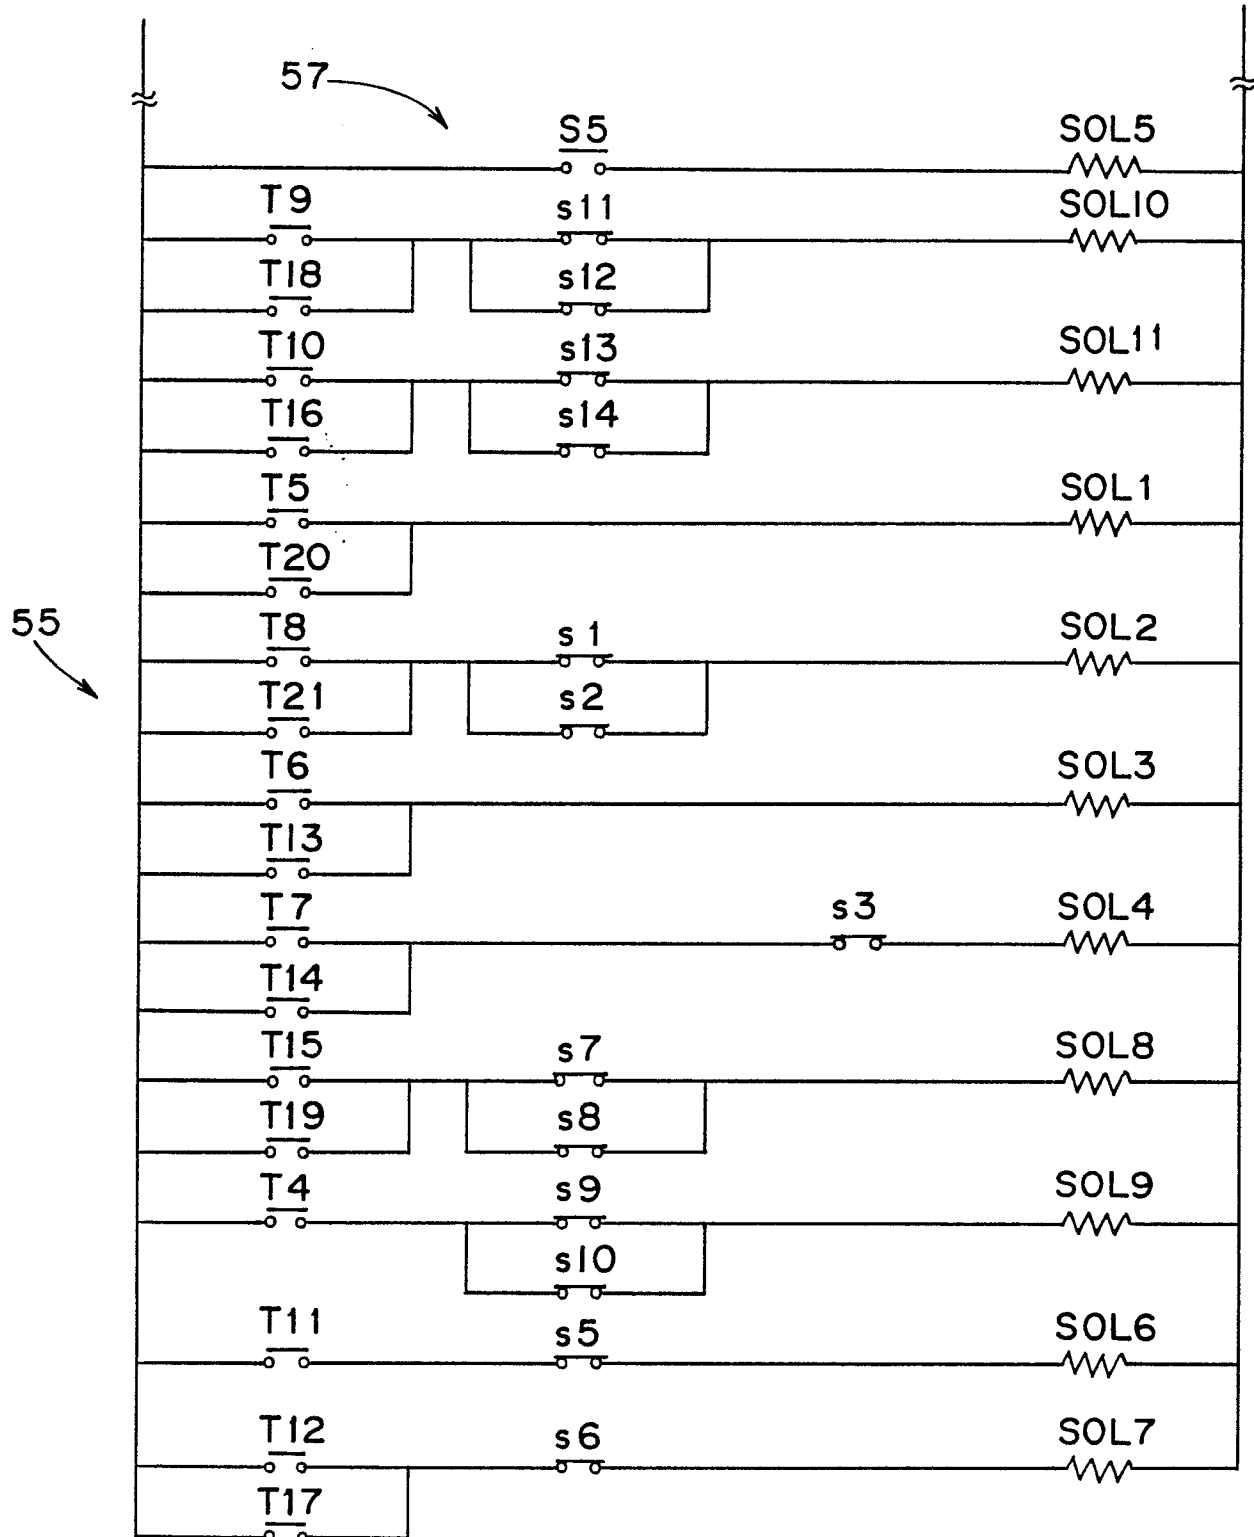 57
S5 SOL5
T9 s11 SOL10
T18 s12
T10 s13 SOL11
T16 s14
T5 SOL1
T20
55
T8 s1 SOL2
T21 s2
T6 SOL3
T13
T7 s3 SOL4
T14
T15 s7 SOL8
T19 s8
T4 s9 SOL9
s10
T11 s5 SOL6
T12 s6 SOL7
T17